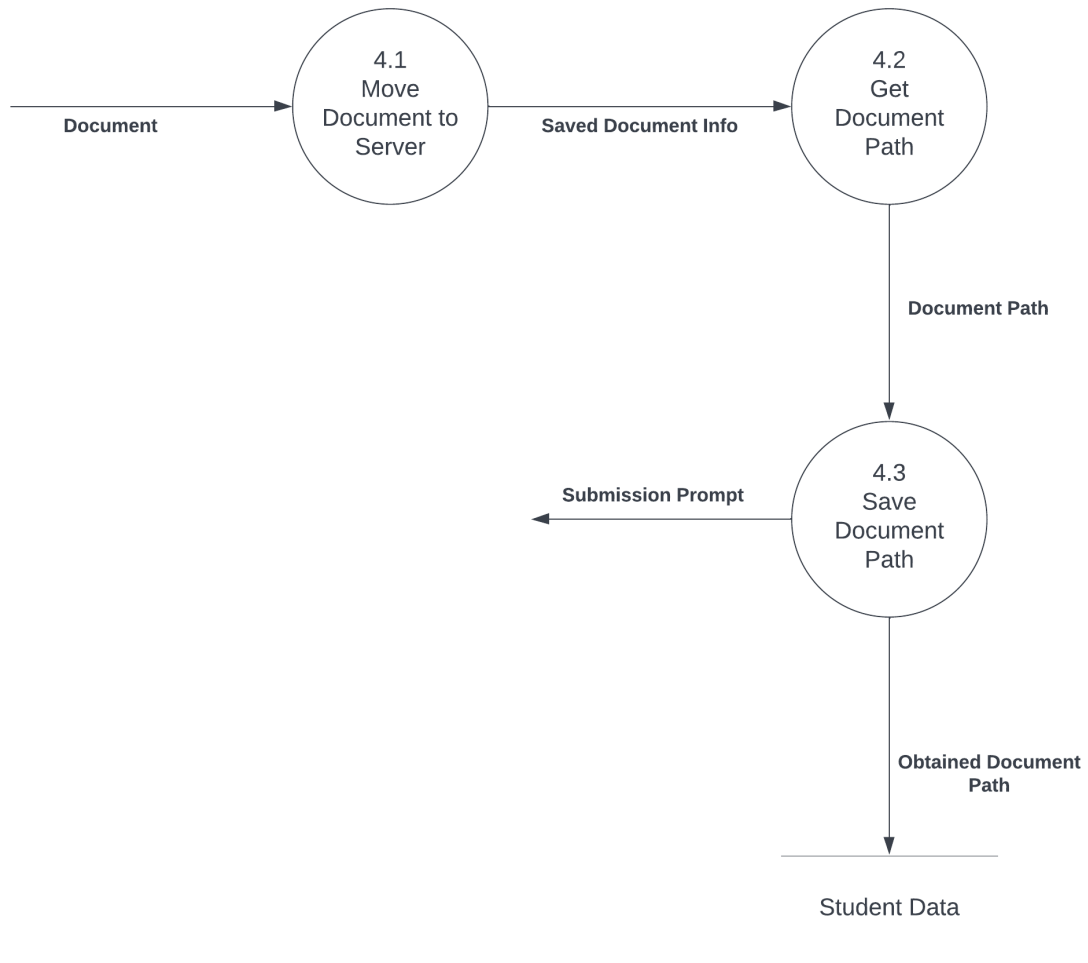 4.1
Move
Document to
Server
4.2
Get
Document
Path
Document
Saved Document Info
Document Path
4.3
Save
Document
Path
Submission Prompt
Obtained Document
Path
Student Data